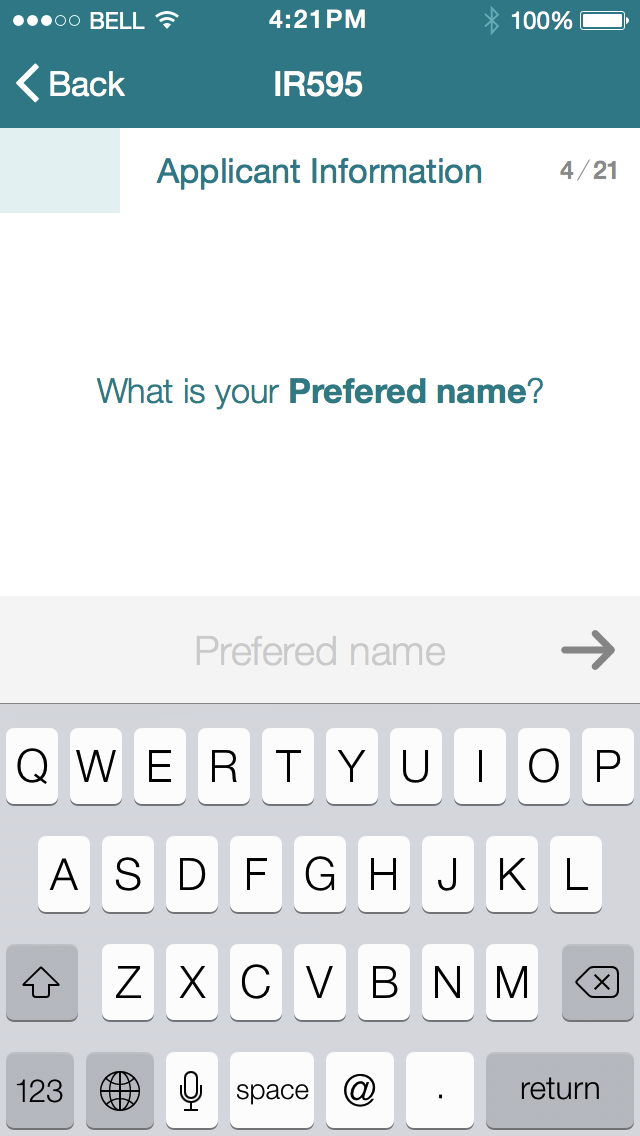 BELL 4:21PM 100%
Back IR595
Applicant Information 4/21
What is your Prefered name?
Prefered name
Q W E R T Y U I O P
A S D F G H J K L
Z X C V B N M
123 space @ . return